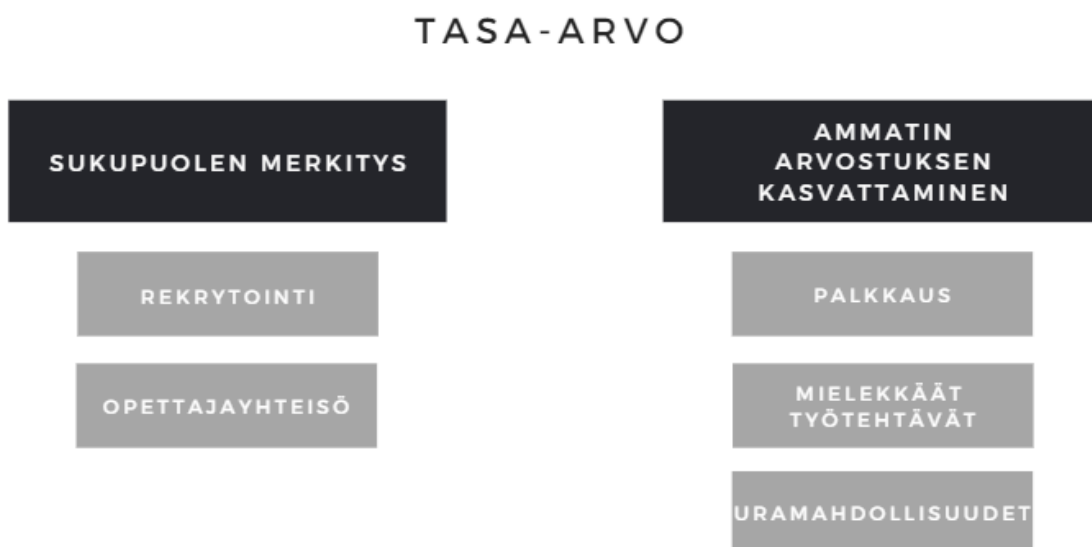 TASA-ARVO
SUKUPUOLEN MERKITYS
REKRYTOINTI
OPETTAJAYHTEISÖ
AMMATIN
ARVOSTUKSEN
KASVATTAMINEN
PALKKAUS
MIELEKKÄÄT
TYÖTEHTÄVÄT
URAMAHDOLLISUUDET